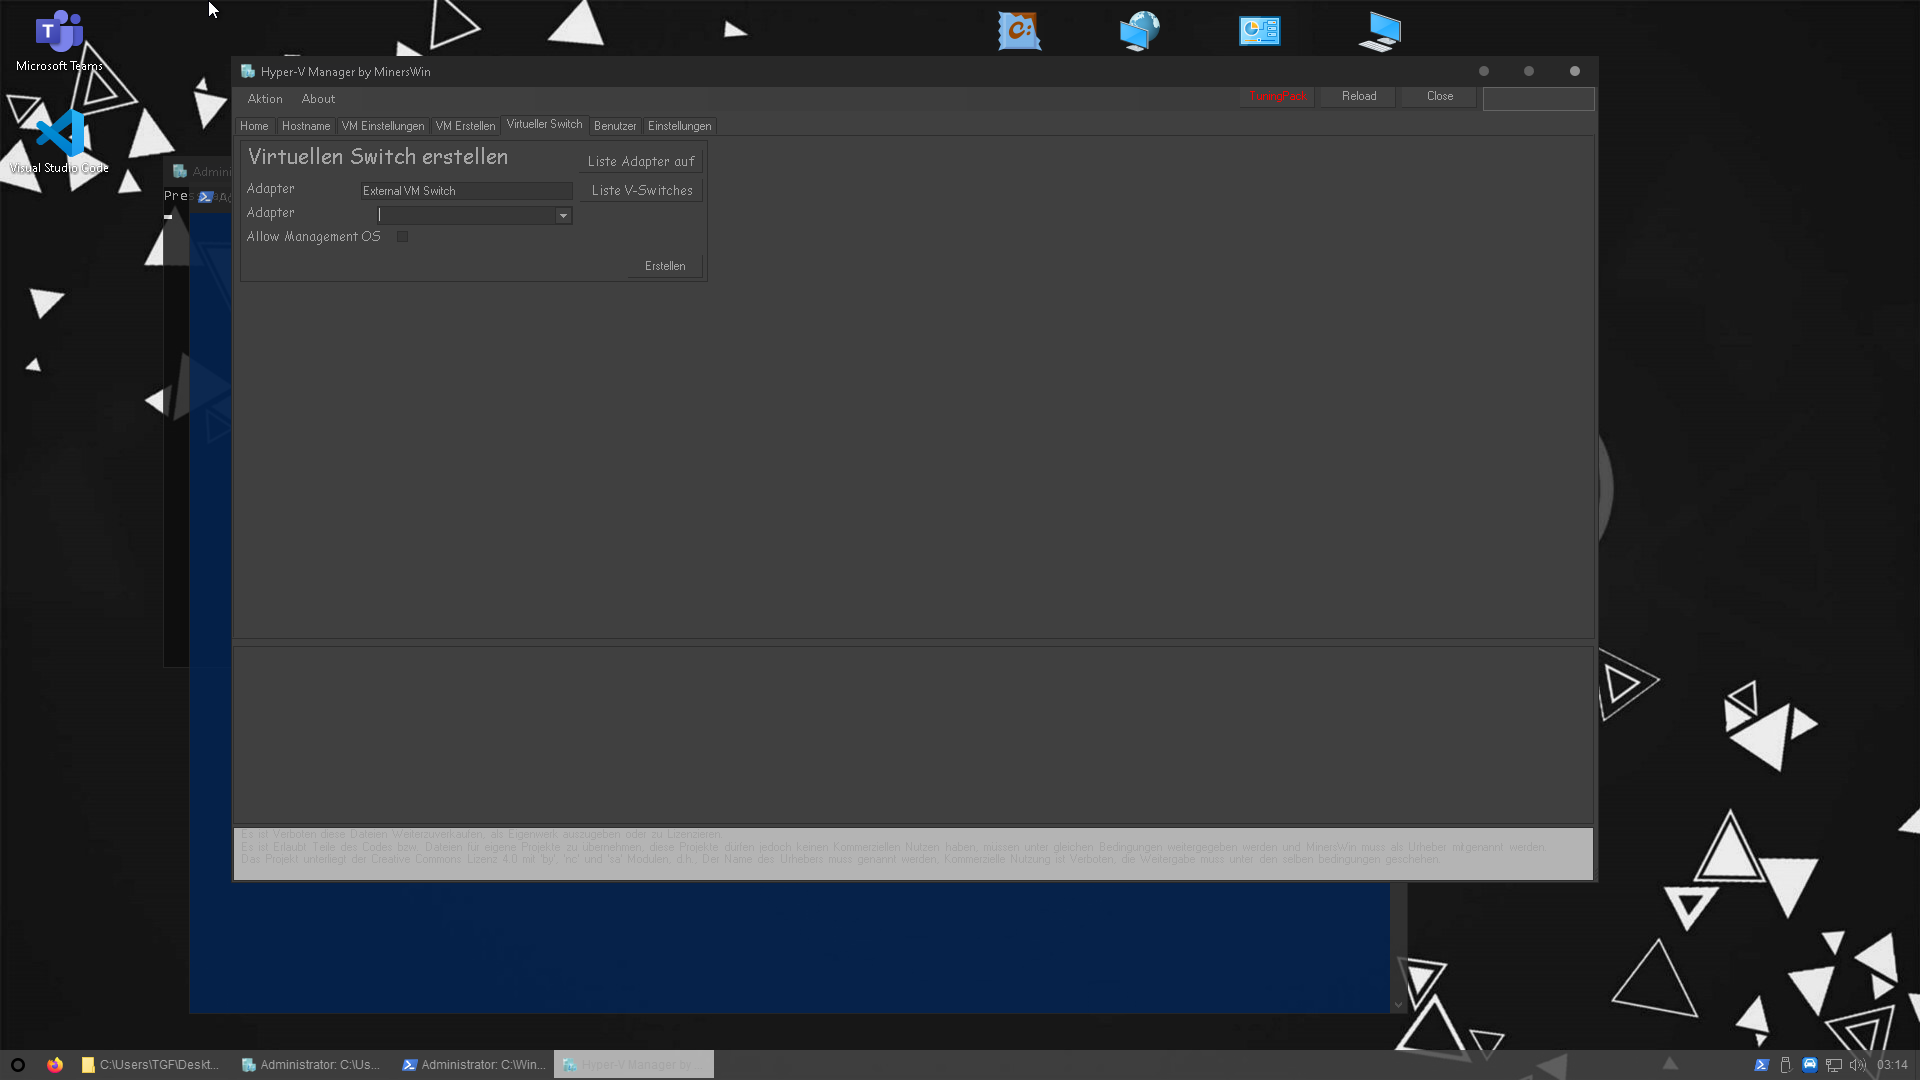 Microsoft Teams
Visual Studio Code
Hyper-V Manager by MinersWin
Aktion About
TuningPack Reload Close
Home Hostname VM Einstellungen VM Erstellen Virtueller Switch Benutzer Einstellungen
Virtuellen Switch erstellen
Liste Adapter auf
Adapter External VM Switch Liste V-Switches
Adapter
Allow Management OS
Erstellen
Admini
Pres
Es ist Verboten diese Dateien Weiterzuverkaufen, als Eigenwerk auszugeben oder zu Lizenzieren
Es ist Erlaubt Teile des Codes bzw. Dateien für eigene Projekte zu übernehmen, diese Projekte dürfen jedoch keinen Kommerziellen Nutzen haben, müssen unter gleichen Bedingungen weitergegeben werden und MinersWin muss als Urheber mitgenannt werden.
Das Projekt unterliegt der Creative Commons Lizenz 4.0 mit 'by', 'nc' und 'sa' Modulen, d.h.: Der Name des Urhebers muss genannt werden, Kommerzielle Nutzung ist Verboten, die Weitergabe muss unter den selben bedingungen geschehen.
C:\Users\TGF\Deskt... Administrator: C:\Us... Administrator: C:\Win... Hyper-V Manager by ...
03:14